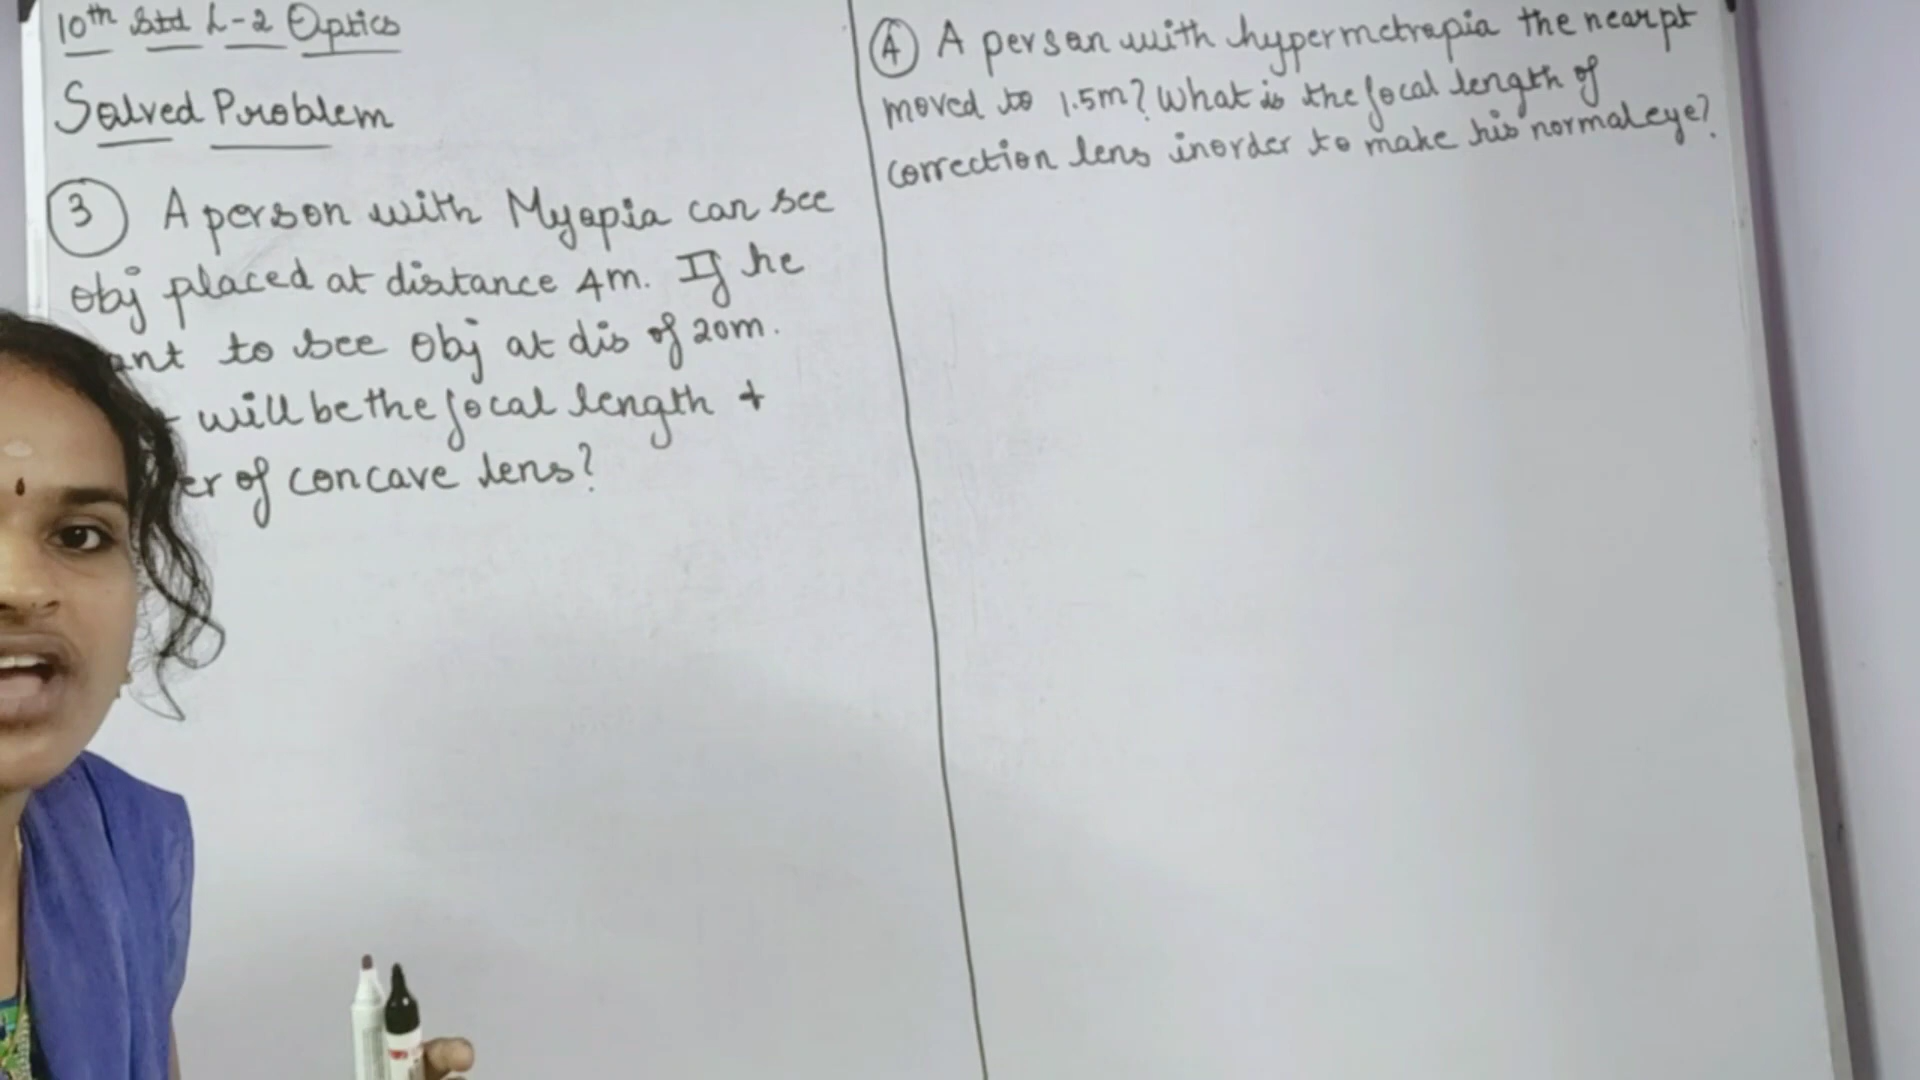 10th Std L-2 Optics
Solved Problem
3 A person with Myopia can see
obj placed at distance 4m. If he
to see obj at dis of 20m.
will be the focal length +
of concave lens?
4 A person with hypermetropia the near pt
moved to 1.5m? What is the focal length of
correction lens inorder to make his normal eye?